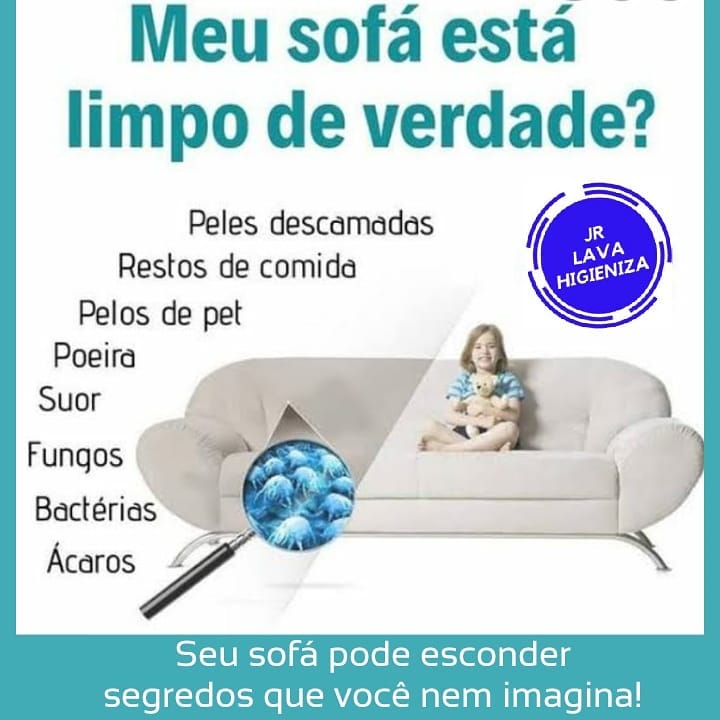 Meu sofá está
limpo de verdade?
Peles descamadas
Restos de comida
Pelos de pet
Poeira
Suor
Fungos
Bactérias
Ácaros
JR
LAVA
HIGIENIZA
Seu sofá pode esconder
segredos que você nem imagina!